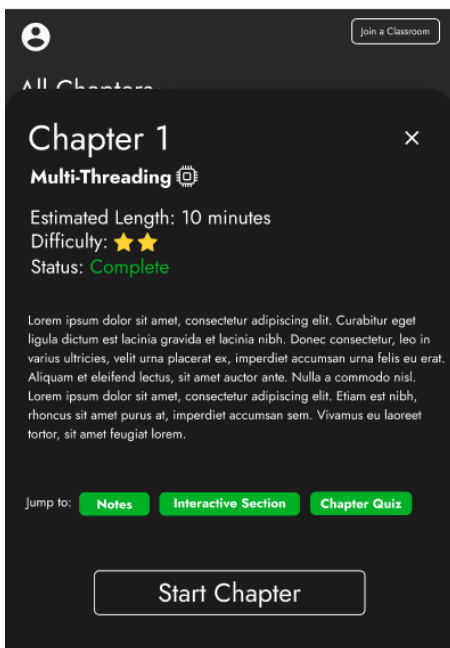 Join a Classroom
All Chapters
Chapter 1
Multi-Threading
Estimated Length: 10 minutes
Difficulty:
Status: Complete
Lorem ipsum dolor sit amet, consectetur adipiscing elit. Curabitur eget
ligula dictum est lacinia gravida et lacinia nibh. Donec consectetur, leo in
varius ultricies, velit urna placerat ex, imperdiet accumsan urna felis eu erat.
Aliquam et eleifend lectus, sit amet auctor ante. Nulla a commodo nisl.
Lorem ipsum dolor sit amet, consectetur adipiscing elit. Etiam est nibh,
rhoncus sit amet purus at, imperdiet accumsan sem. Vivamus eu laoreet
tortor, sit amet feugiat lorem.
Jump to: Notes Interactive Section Chapter Quiz
Start Chapter